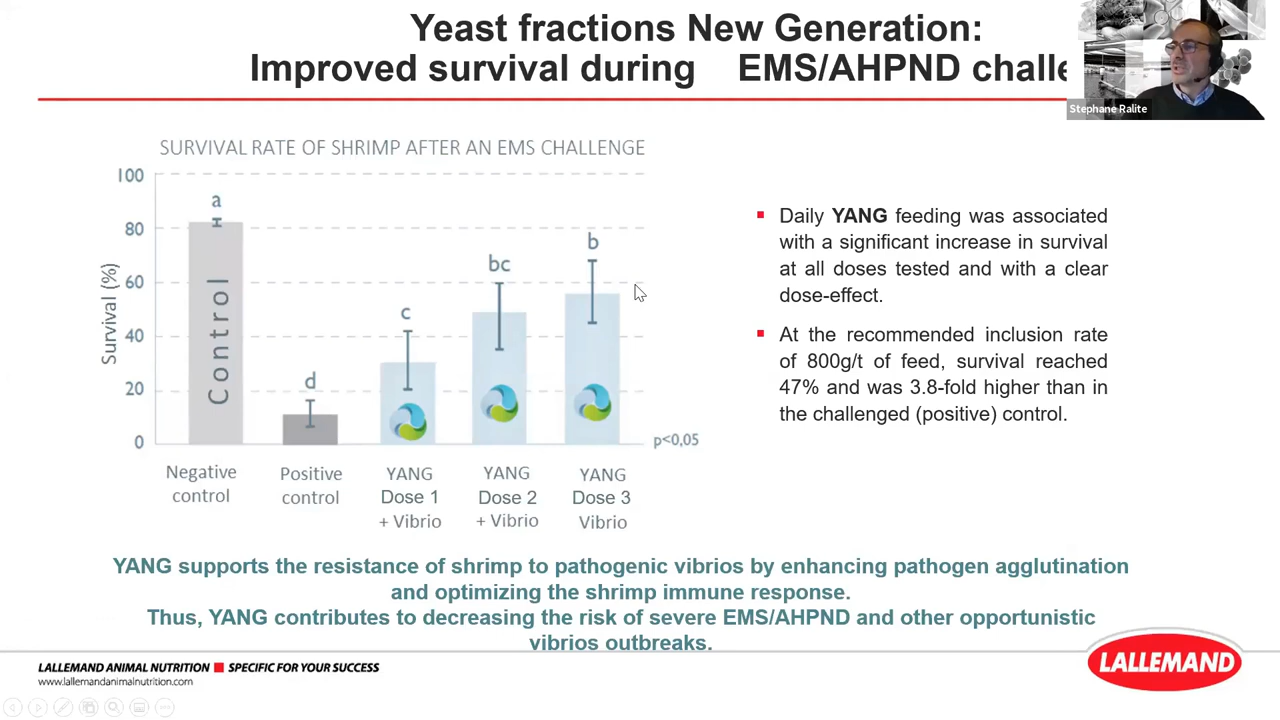 Yeast fractions New Generation:
Improved survival during EMS/AHPND challe
Stephane Ralite
SURVIVAL RATE OF SHRIMP AFTER AN EMS CHALLENGE
100
80
60
40
20
0
Survival (%)
a
d
c
bc
b
Control
p<0,05
Negative
control
Positive
control
YANG
Dose 1
+ Vibrio
YANG
Dose 2
+ Vibrio
YANG
Dose 3
Vibrio
▪ Daily YANG feeding was associated
with a significant increase in survival
at all doses tested and with a clear
dose-effect.
▪ At the recommended inclusion rate
of 800g/t of feed, survival reached
47% and was 3.8-fold higher than in
the challenged (positive) control.
YANG supports the resistance of shrimp to pathogenic vibrios by enhancing pathogen agglutination
and optimizing the shrimp immune response.
Thus, YANG contributes to decreasing the risk of severe EMS/AHPND and other opportunistic
vibrios outbreaks.
LALLEMAND ANIMAL NUTRITION ■ SPECIFIC FOR YOUR SUCCESS
www.lallemandanimalnutrition.com
LALLEMAND